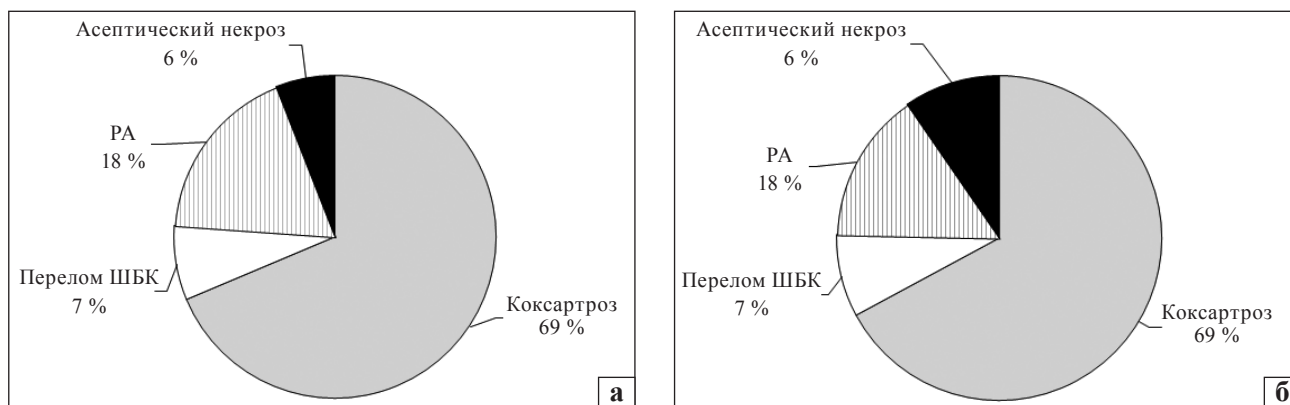 Асептический некроз
6 %
РА
18 %
Перелом ШБК
7 %
Коксартроз
69 %
а
Асептический некроз
6 %
РА
18 %
Перелом ШБК
7 %
Коксартроз
69 %
б